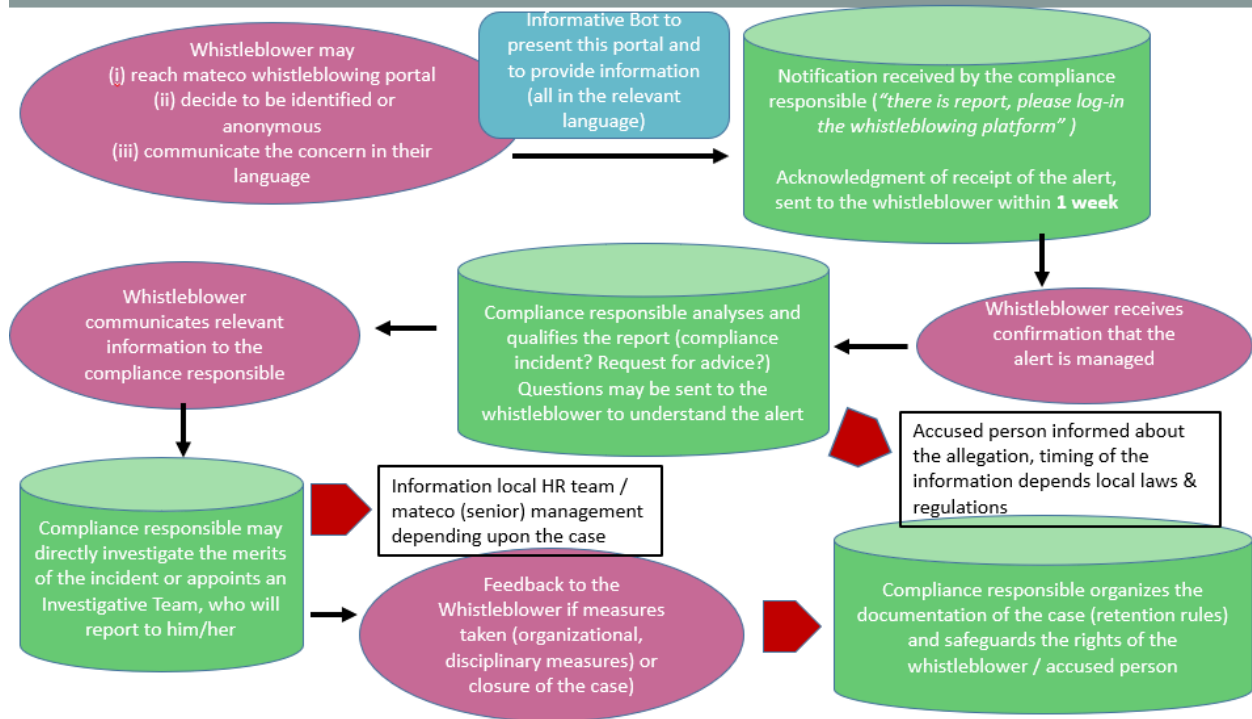 Whistleblower may
(i) reach mateco whistleblowing portal
(ii) decide to be identified or
anonymous
(iii) communicate the concern in their
language
Informative Bot to
present this portal and
to provide information
(all in the relevant
language)
Notification received by the compliance
responsible (“there is report, please log-in
the whistleblowing platform” )
Acknowledgment of receipt of the alert,
sent to the whistleblower within 1 week
Whistleblower receives
confirmation that the
alert is managed
Compliance responsible analyses and
qualifies the report (compliance
incident? Request for advice?)
Questions may be sent to the
whistleblower to understand the alert
Whistleblower
communicates relevant
information to the
compliance responsible
Accused person informed about
the allegation, timing of the
information depends local laws &
regulations
Compliance responsible may
directly investigate the merits
of the incident or appoints an
Investigative Team, who will
report to him/her
Information local HR team /
mateco (senior) management
depending upon the case
Feedback to the
Whistleblower if measures
taken (organizational,
disciplinary measures) or
closure of the case)
Compliance responsible organizes the
documentation of the case (retention rules)
and safeguards the rights of the
whistleblower / accused person